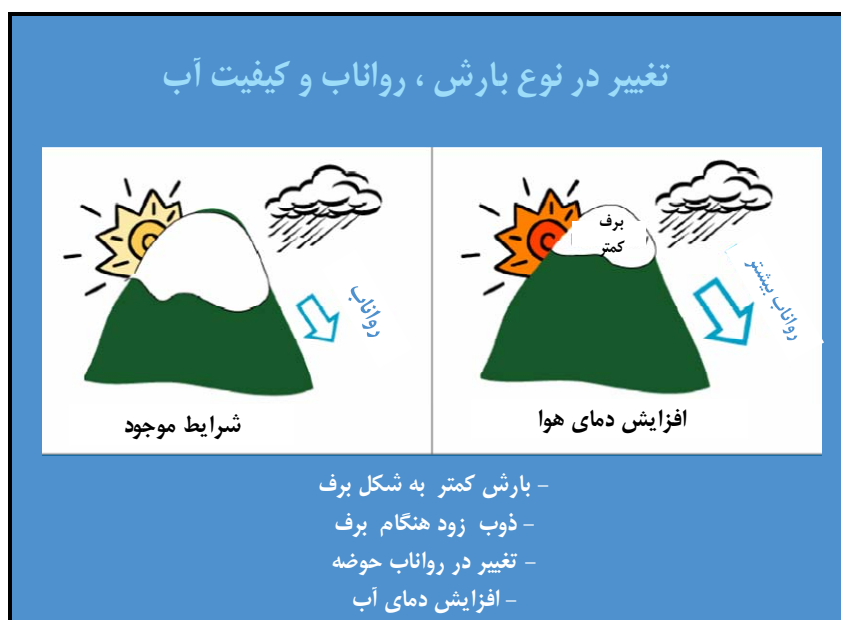 تغییر در نوع بارش ، رواناب و کیفیت آب
برف
کمتر
رواناب بیشتر
افزایش دمای هوا
رواناب
شرایط موجود
- بارش کمتر به شکل برف
- ذوب زود هنگام برف
- تغییر در رواناب حوضه
- افزایش دمای آب